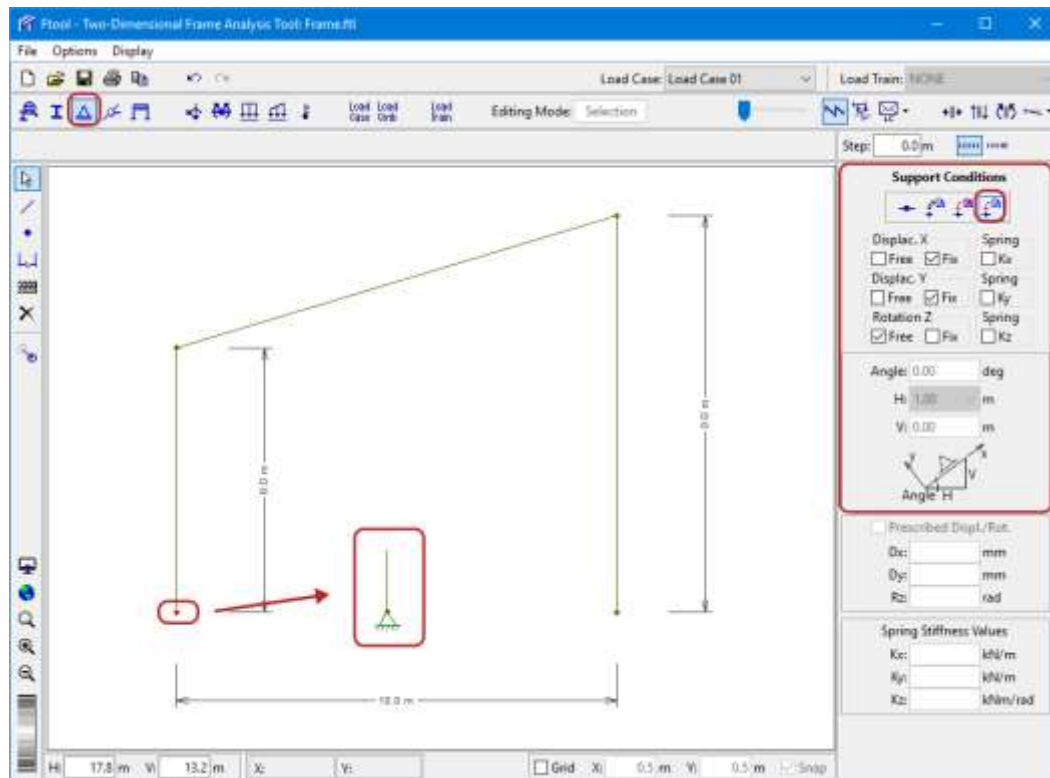 Ftool - Two-Dimensional Frame Analysis Tool: Frame.ftl
File Options Display
Load Case: Load Case 01 Load Train: NONE
Load Case Load Comb Load Train Editing Mode: Selection
Step: 0.0 m
Support Conditions
Displac. X Spring
Free Fix Kx
Displac. Y Spring
Free Fix Ky
Rotation Z Spring
Free Fix Kz
Angle: 0.00 deg
H: 1.00 m
V: 0.00 m
y x
V
Angle H
Prescribed Displ./Rot.
Dx: mm
Dy: mm
Rz: rad
Spring Stiffness Values
Kx: kN/m
Ky: kN/m
Kz: kNm/rad
10.0 m
H: 17.8 m V: 13.2 m X: Y: Grid X: 0.5 m Y: 0.5 m Snap